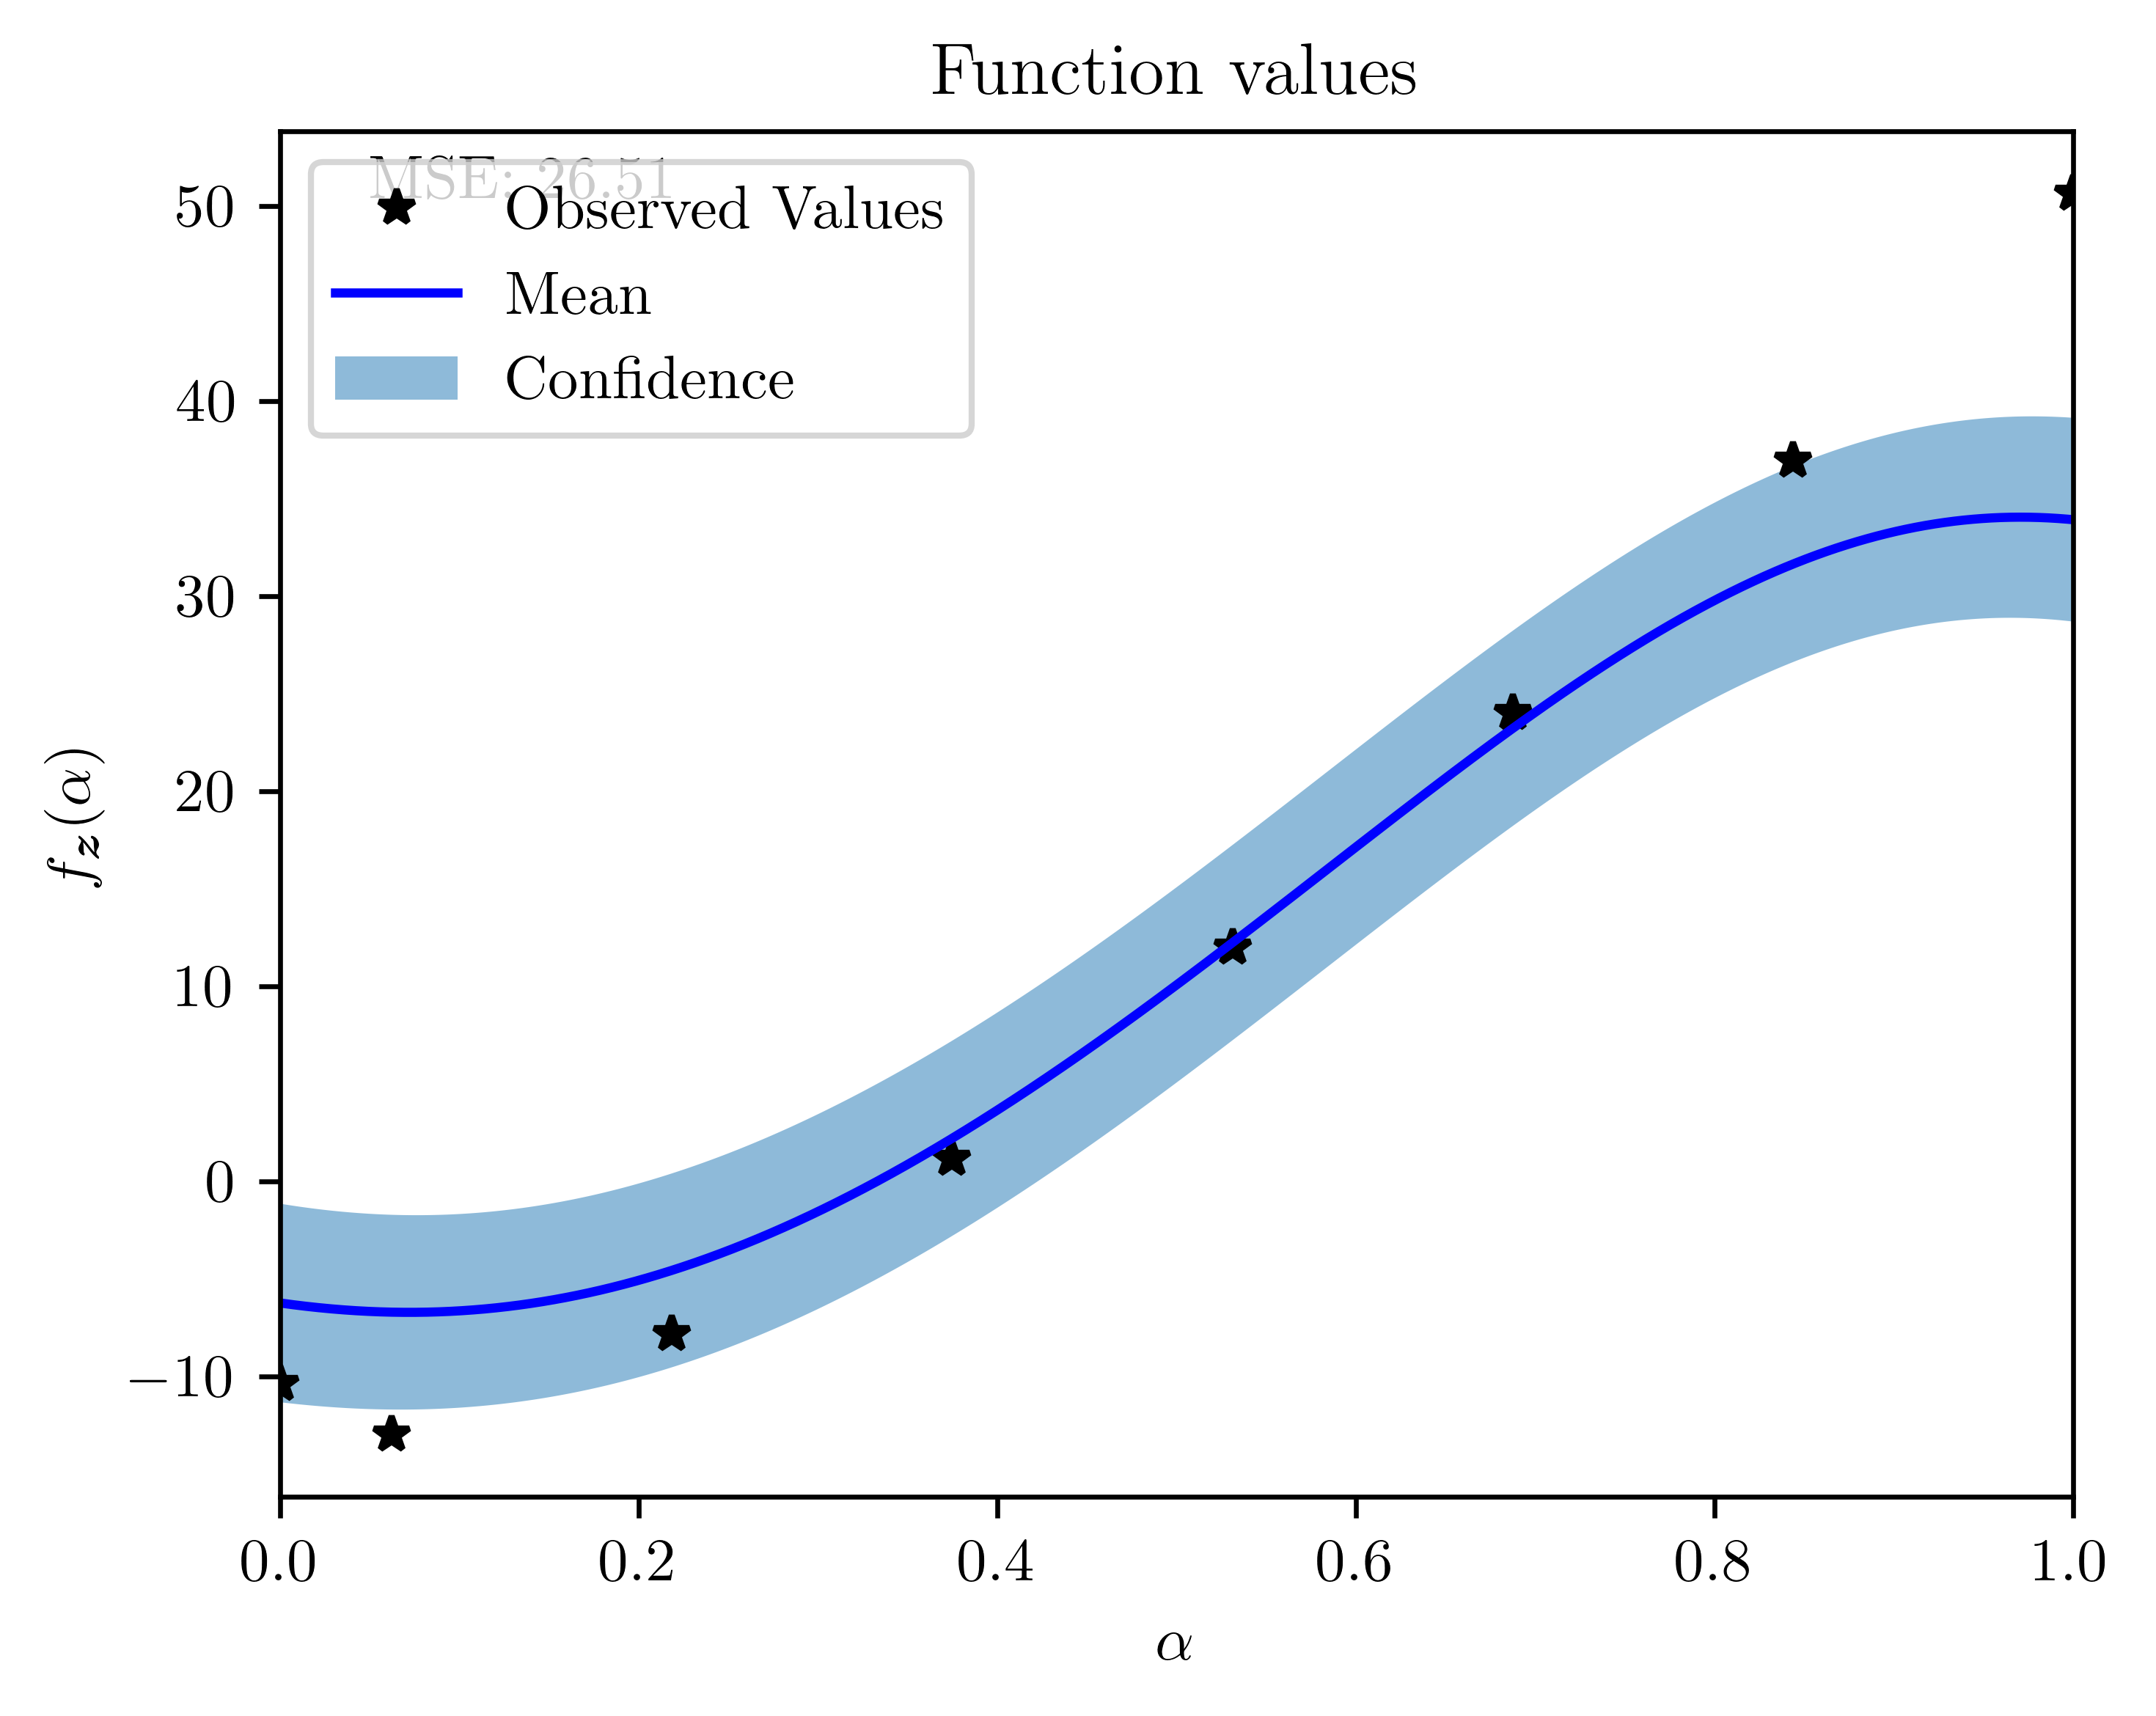 Function values
MSE: 26.51
Observed Values
Mean
Confidence
50
40
30
20
10
0
−10
f_z(α)
0.0 0.2 0.4 0.6 0.8 1.0
α